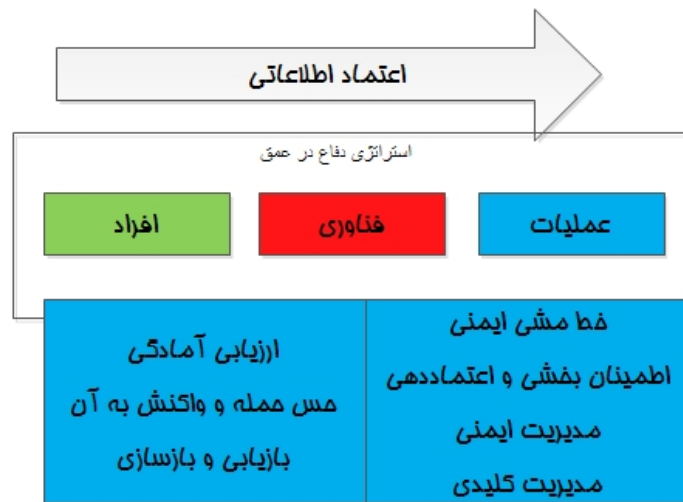 اعتماد اطلاعاتی
استراتژی دفاع در عمق
عملیات
فناوری
افراد
خط مشی ایمنی
اطمینان بخشی و اعتماددهی
مدیریت ایمنی
مدیریت کلیدی
ارزیابی آمادگی
حس حمله و واکنش به آن
بازیابی و بازسازی